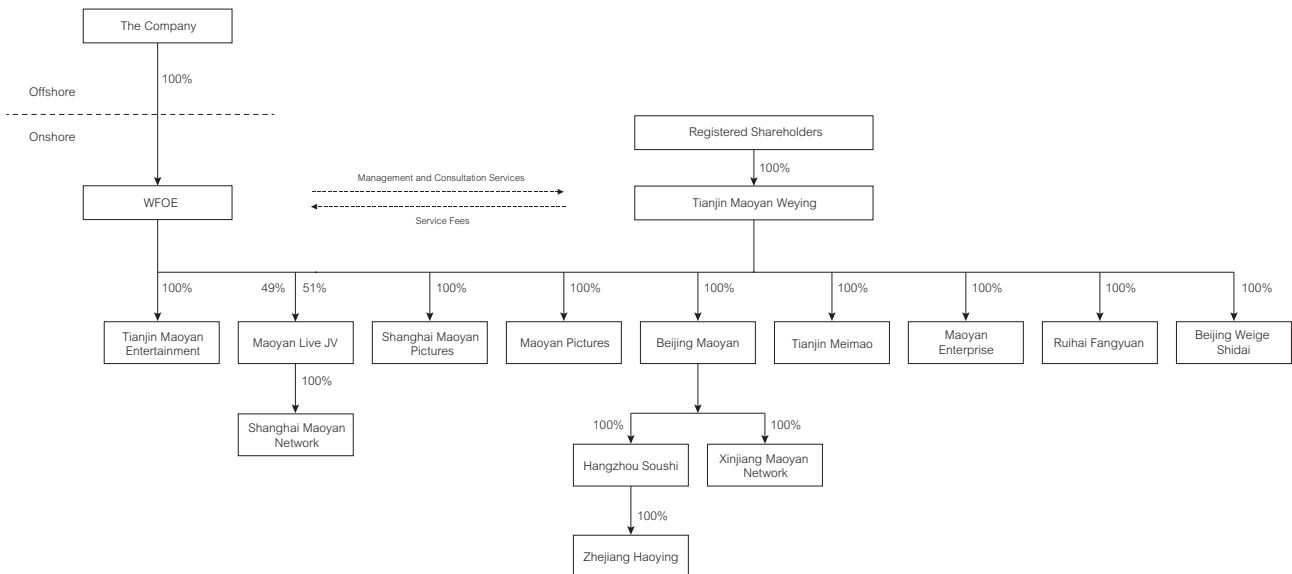 The Company
100%
Offshore
Onshore
Registered Shareholders
100%
Management and Consultation Services
WFOE
Tianjin Maoyan Weying
Service Fees
100%
49%
51%
100%
100%
100%
100%
100%
100%
100%
Tianjin Maoyan
Entertainment
Maoyan Live JV
Shanghai Maoyan
Pictures
Maoyan Pictures
Beijing Maoyan
Tianjin Meimao
Maoyan
Enterprise
Ruihai Fangyuan
Beijing Weige
Shidai
100%
Shanghai Maoyan
Network
100%
100%
Hangzhou Soushi
Xinjiang Maoyan
Network
100%
Zhejiang Haoying